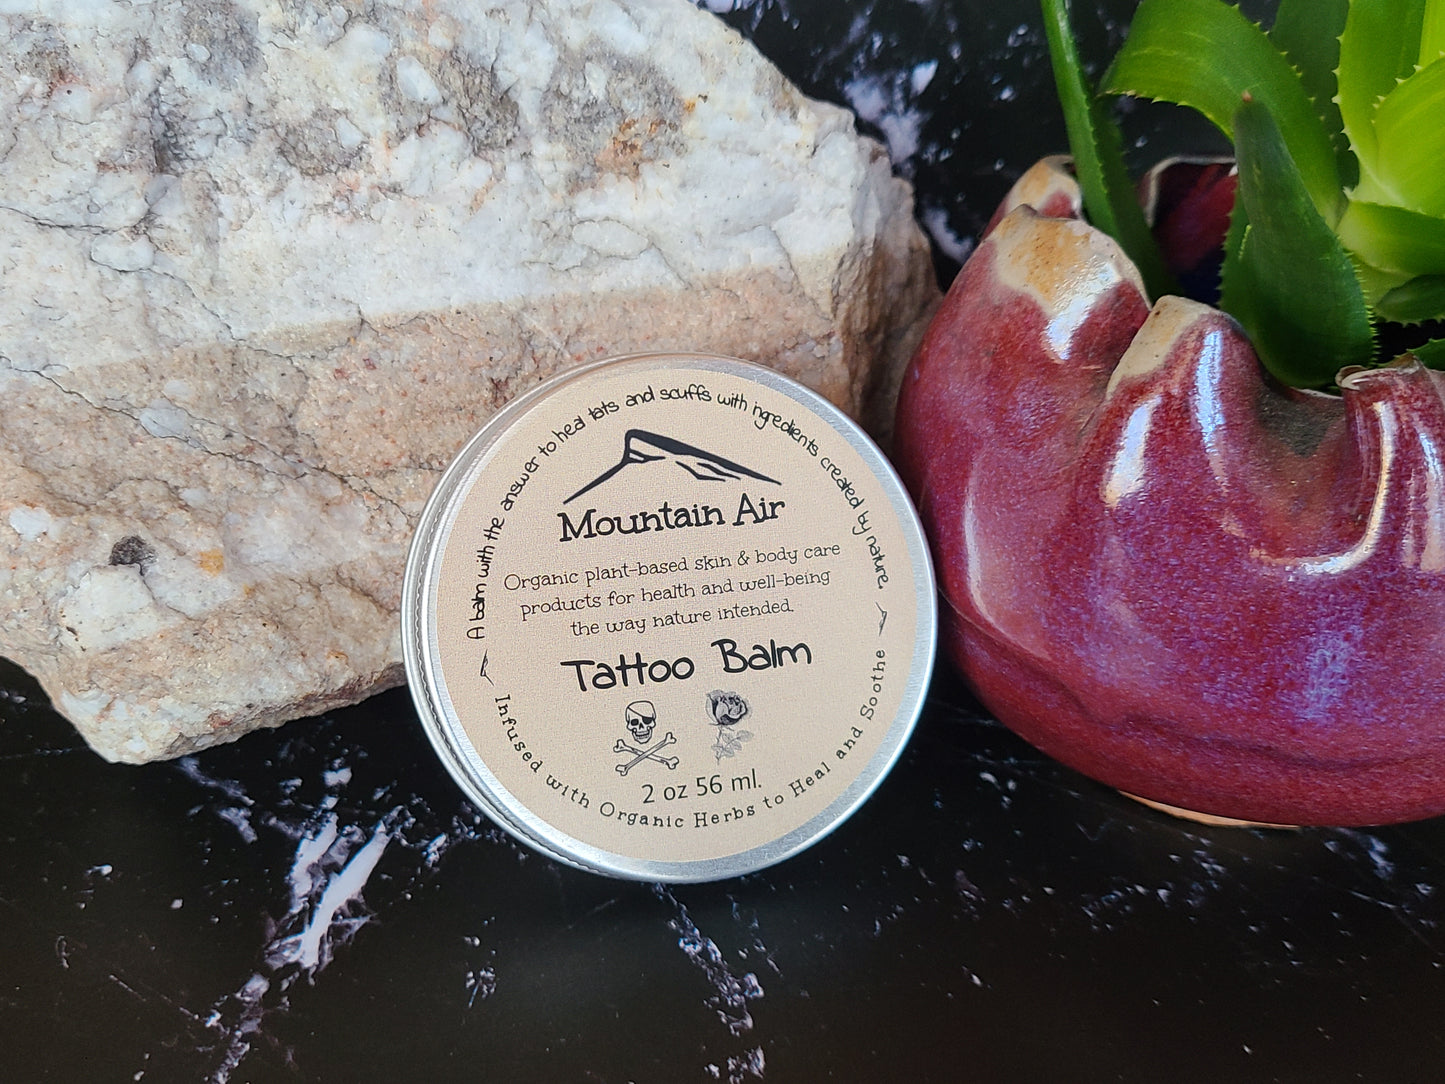 A balm with the answer to heal tats and scuffs with ingredients created by nature.
Mountain Air
Organic plant-based skin & body care
products for health and well-being
the way nature intended.
Tattoo Balm
2 oz 56 ml.
Infused with Organic Herbs to Heal and Soothe